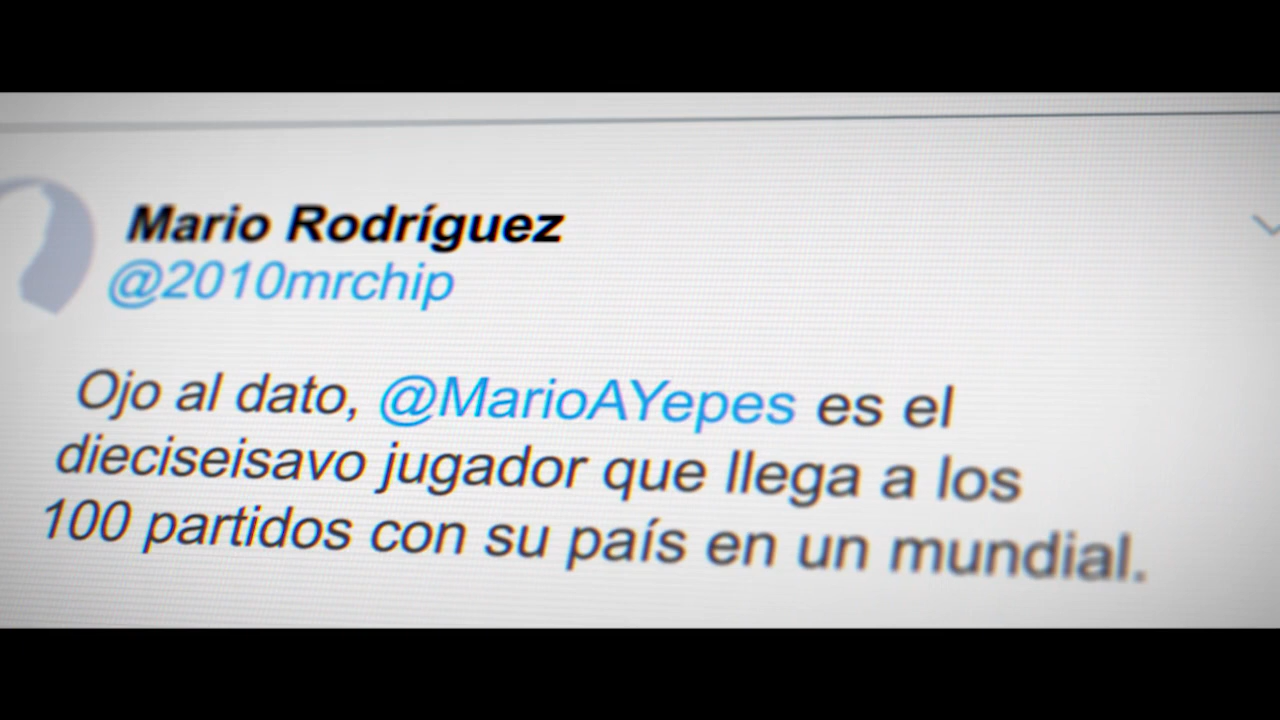 Mario Rodríguez
@2010mrchip
Ojo al dato, @MarioAYepes es el
dieciseisavo jugador que llega a los
100 partidos con su país en un mundial.